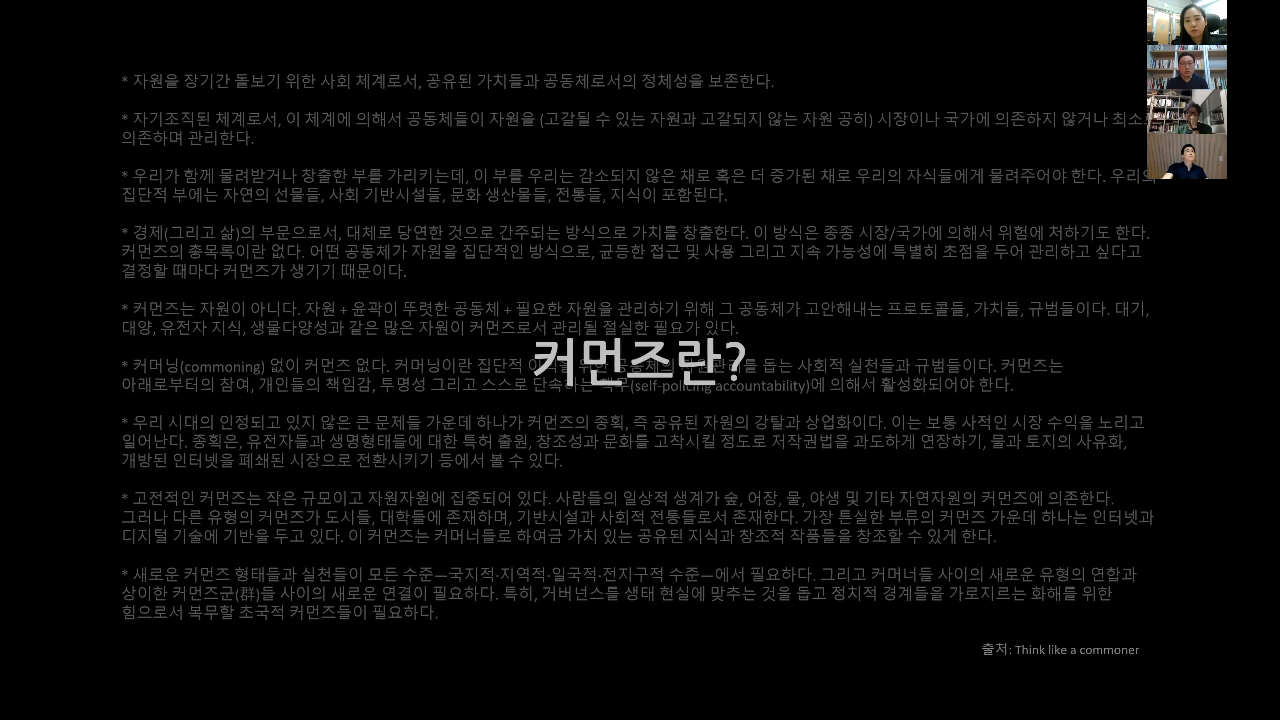 * 자원을 장기간 돌보기 위한 사회 체계로서, 공유된 가치들과 공동체로서의 정체성을 보존한다.
* 자기조직된 체계로서, 이 체계에 의해서 공동체들이 자원을 (고갈될 수 있는 자원과 고갈되지 않는 자원 공히) 시장이나 국가에 의존하지 않거나
의존하며 관리한다.
* 우리가 함께 물려받거나 창출한 부를 가리키는데, 이 부를 우리는 감소되지 않은 채로 혹은 더 증가된 채로 우리의 자식들에게 물려주어야 한다. 우리의
집단적 부에는 자연의 선물들, 사회 기반시설들, 문화 생산물들, 전통들, 지식이 포함된다.
* 경제(그리고 삶)의 부문으로서, 대체로 당연한 것으로 간주되는 방식으로 가치를 창출한다. 이 방식은 종종 시장/국가에 의해서 위험에 처하기도 한다.
커먼즈의 총목록이란 없다. 어떤 공동체가 자원을 집단적인 방식으로, 균등한 접근 및 사용 그리고 지속 가능성에 특별히 초점을 두어 관리하고 싶다고
결정할 때마다 커먼즈가 생기기 때문이다.
* 커먼즈는 자원이 아니다. 자원 + 윤곽이 뚜렷한 공동체 + 필요한 자원을 관리하기 위해 그 공동체가 고안해내는 프로토콜들, 가치들, 규범들이다. 대기,
대양, 유전자 지식, 생물다양성과 같은 많은 자원이 커먼즈로서 관리될 절실한 필요가 있다.
커먼즈란?
* 커머닝(commoning) 없이 커먼즈 없다. 커머닝이란 집단적 공동체의 돕는 사회적 실천들과 규범들이다. 커먼즈는
아래로부터의 참여, 개인들의 책임감, 투명성 그리고 스스로 단속하는 (self-policing accountability)에 의해서 활성화되어야 한다.
* 우리 시대의 인정되고 있지 않은 큰 문제들 가운데 하나가 커먼즈의 종획, 즉 공유된 자원의 강탈과 상업화이다. 이는 보통 사적인 시장 수익을 노리고
일어난다. 종획은, 유전자들과 생명형태들에 대한 특허 출원, 창조성과 문화를 고착시킬 정도로 저작권법을 과도하게 연장하기, 물과 토지의 사유화,
개방된 인터넷을 폐쇄된 시장으로 전환시키기 등에서 볼 수 있다.
* 고전적인 커먼즈는 작은 규모이고 자원자원에 집중되어 있다. 사람들의 일상적 생계가 숲, 어장, 물, 야생 및 기타 자연자원의 커먼즈에 의존한다.
그러나 다른 유형의 커먼즈가 도시들, 대학들에 존재하며, 기반시설과 사회적 전통들로서 존재한다. 가장 튼실한 부류의 커먼즈 가운데 하나는 인터넷과
디지털 기술에 기반을 두고 있다. 이 커먼즈는 커머너들로 하여금 가치 있는 공유된 지식과 창조적 작품들을 창조할 수 있게 한다.
* 새로운 커먼즈 형태들과 실천들이 모든 수준—국지적·지역적·일국적·전지구적 수준—에서 필요하다. 그리고 커머너들 사이의 새로운 유형의 연합과
상이한 커먼즈군(群)들 사이의 새로운 연결이 필요하다. 특히, 거버넌스를 생태 현실에 맞추는 것을 돕고 정치적 경계들을 가로지르는 화해를 위한
힘으로서 복무할 초국적 커먼즈들이 필요하다.
출처: Think like a commoner